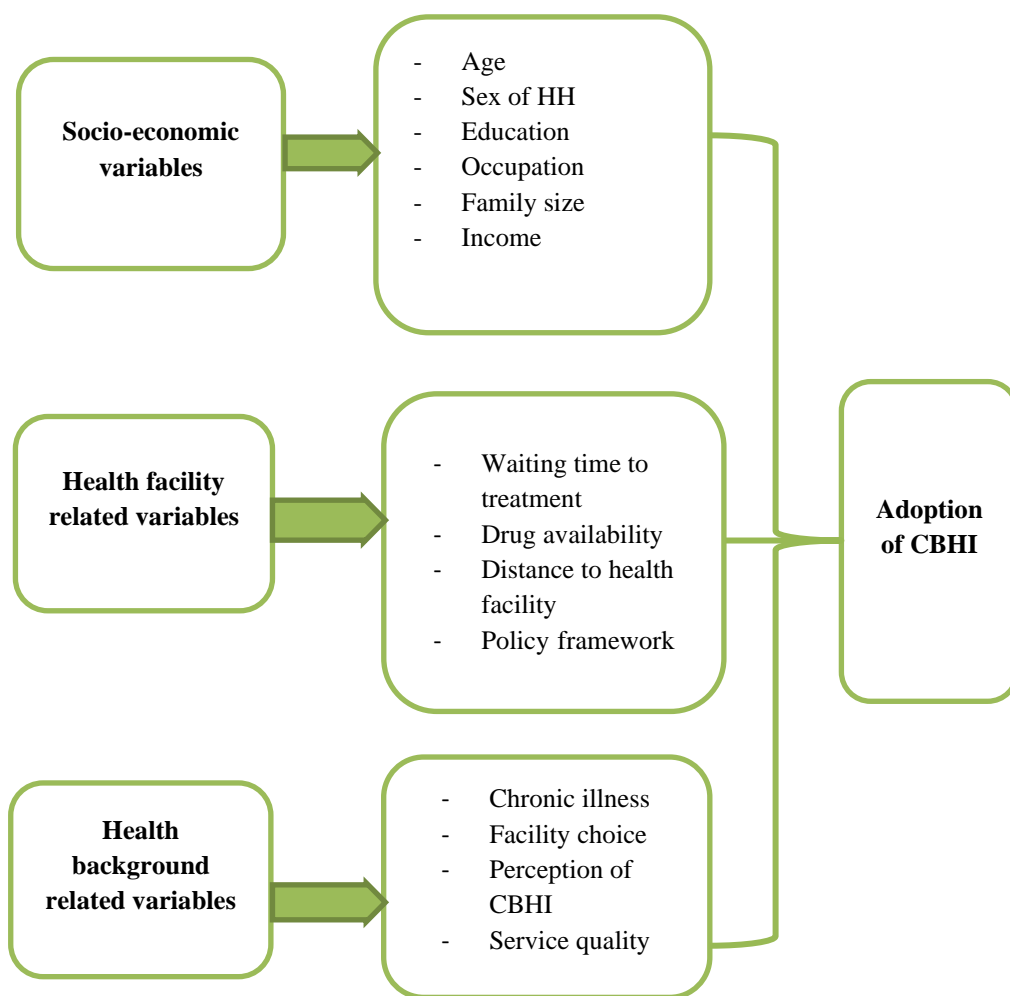 Socio-economic
variables
- Age
- Sex of HH
- Education
- Occupation
- Family size
- Income
Health facility
related variables
- Waiting time to
treatment
- Drug availability
- Distance to health
facility
- Policy framework
Health
background
related variables
- Chronic illness
- Facility choice
- Perception of
CBHI
- Service quality
Adoption
of CBHI